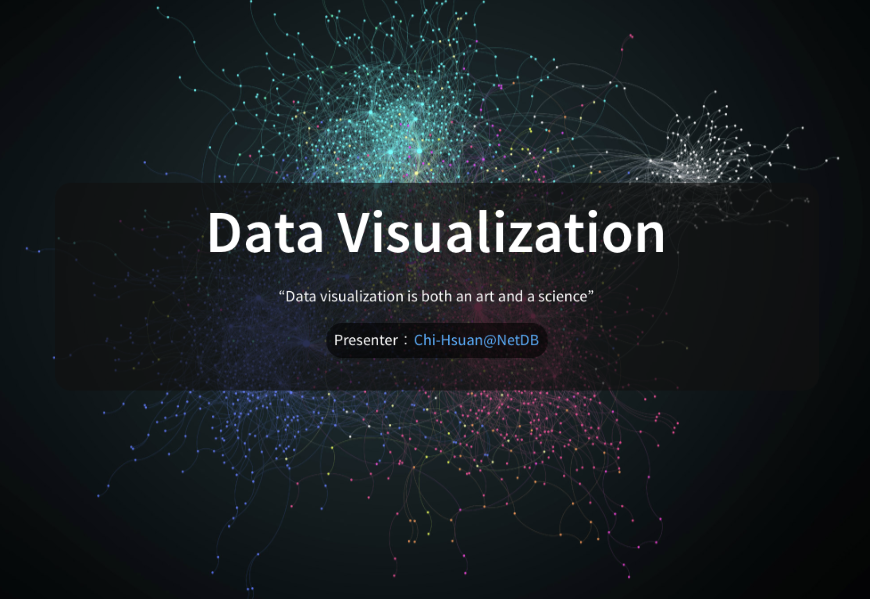 Data Visualization
“Data visualization is both an art and a science”
Presenter：Chi-Hsuan@NetDB